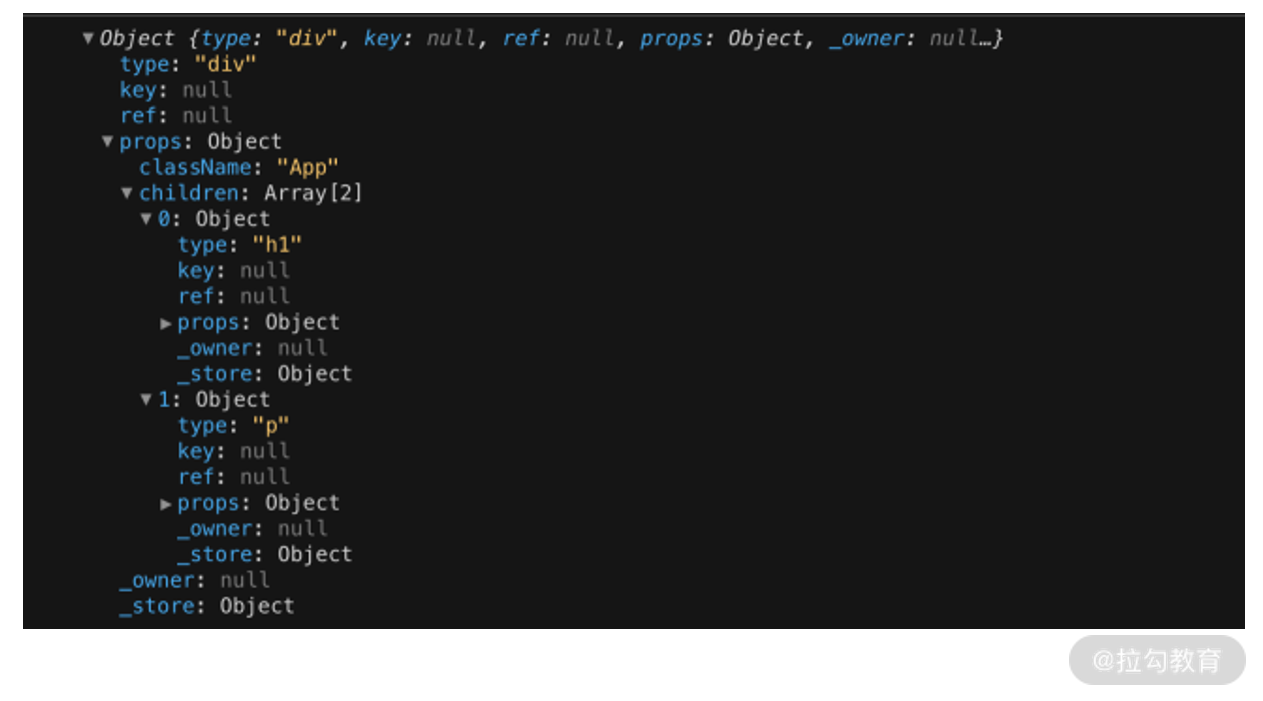 ▼Object {type: "div", key: null, ref: null, props: Object, _owner: null…}
type: "div"
key: null
ref: null
▼props: Object
className: "App"
▼children: Array[2]
▼0: Object
type: "h1"
key: null
ref: null
▶props: Object
_owner: null
_store: Object
▼1: Object
type: "p"
key: null
ref: null
▶props: Object
_owner: null
_store: Object
_owner: null
_store: Object
@拉勾教育